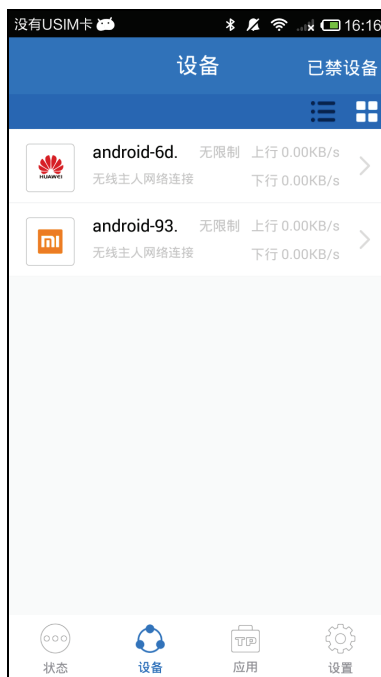 没有USIM卡 16:16
设备 已禁设备
android-6d. 无限制 上行 0.00KB/s
HUAWEI 无线主人网络连接 下行 0.00KB/s
android-93. 无限制 上行 0.00KB/s
mi 无线主人网络连接 下行 0.00KB/s
TP
状态 设备 应用 设置